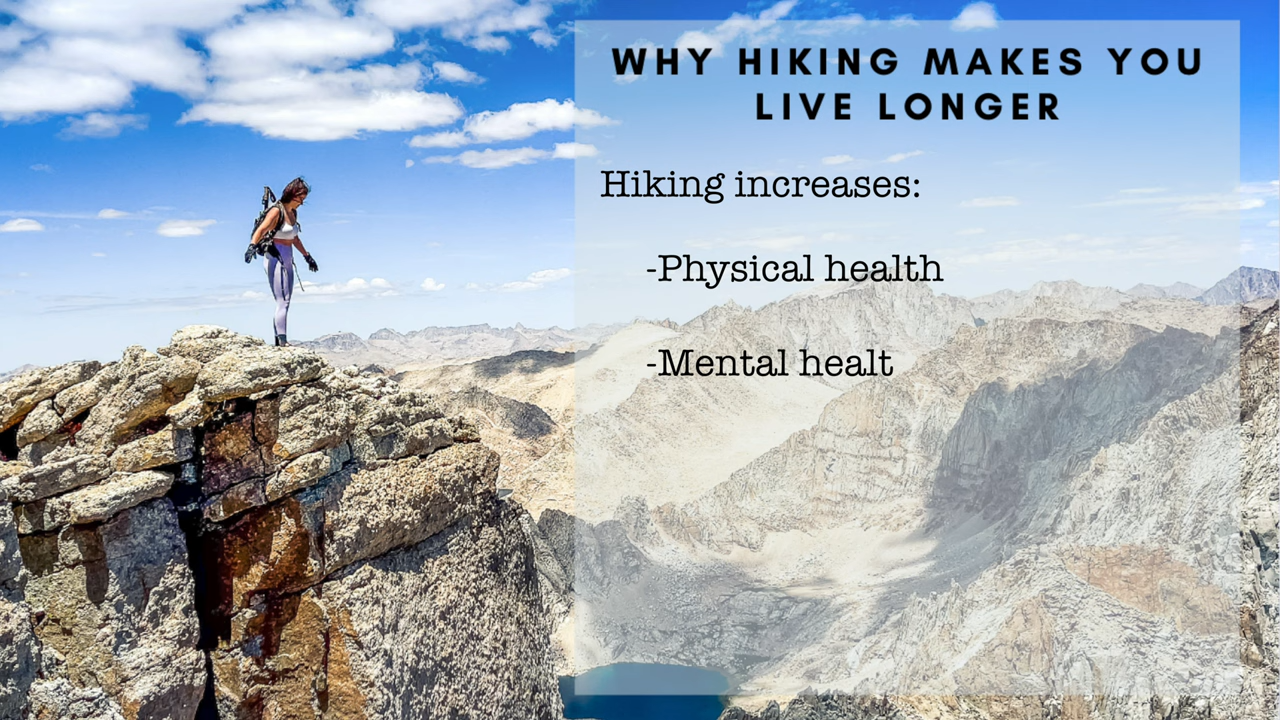 WHY HIKING MAKES YOU
LIVE LONGER
Hiking increases:
-Physical health
-Mental healt